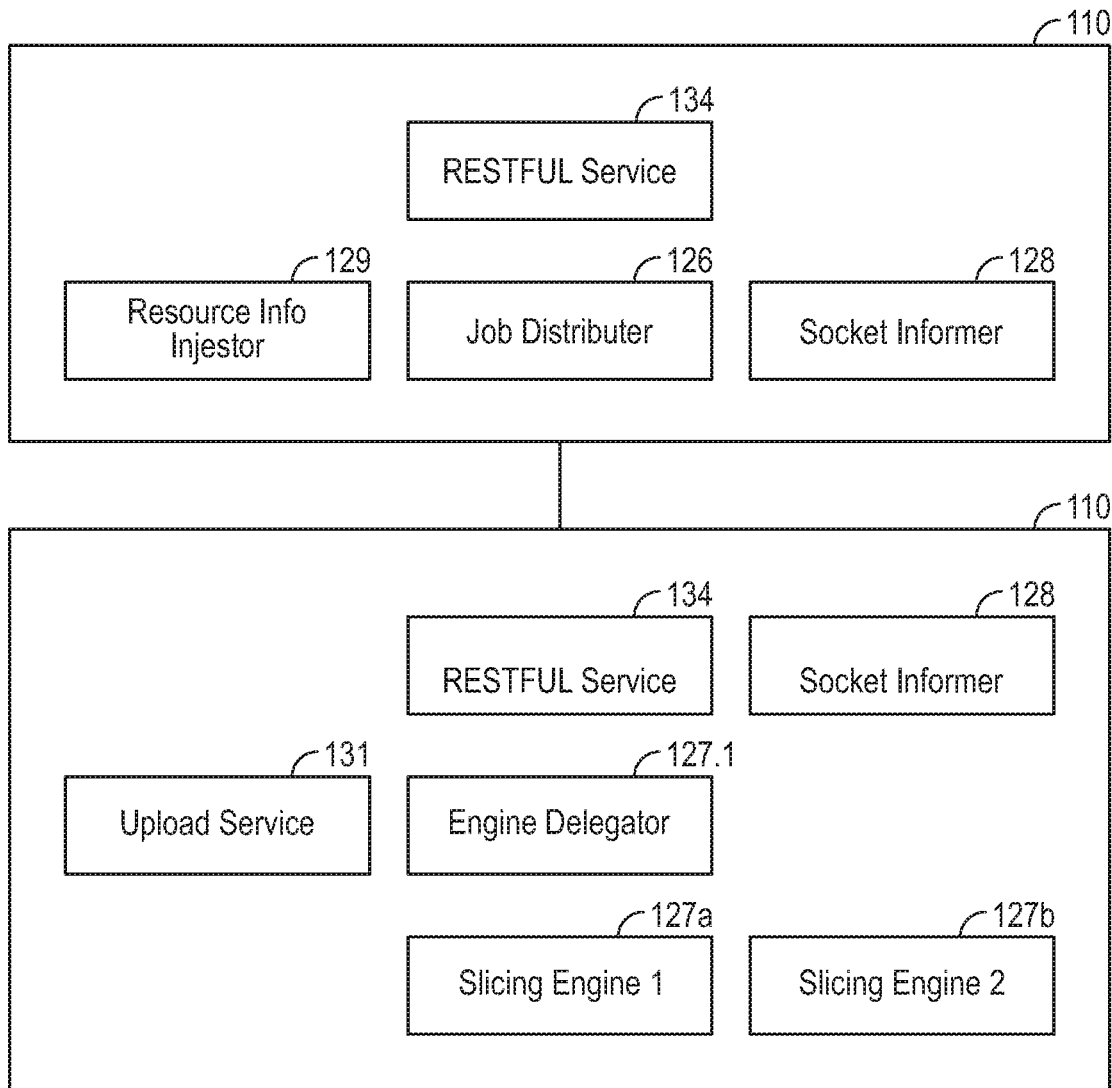 110
134
RESTFUL Service
129
126
128
Resource Info
Injestor
Job Distributer
Socket Informer
110
134
128
RESTFUL Service
Socket Informer
131
127.1
Upload Service
Engine Delegator
127a
127b
Slicing Engine 1
Slicing Engine 2